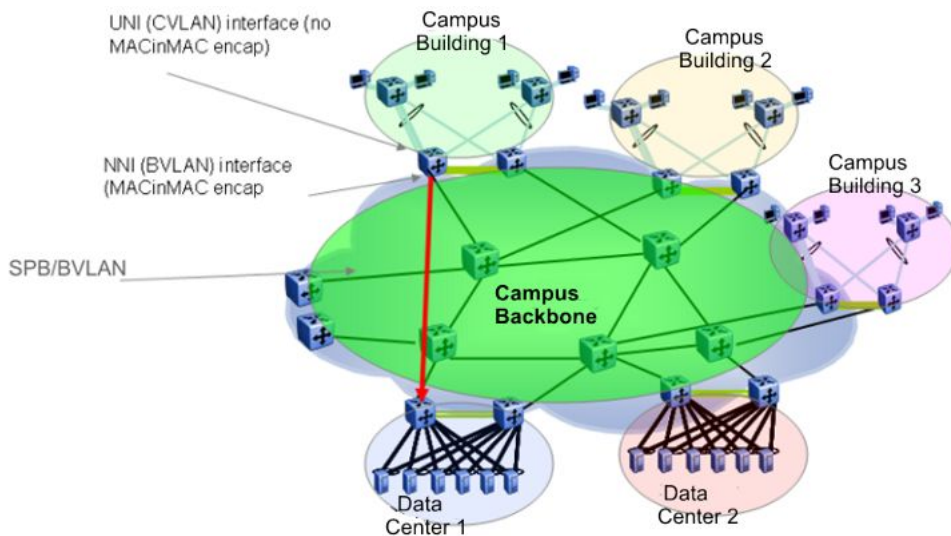 UNI (CVLAN) interface (no
MACinMAC encap)
NNI (BVLAN) interface
(MACinMAC encap
SPB/BVLAN
Campus
Building 1
Campus
Building 2
Campus
Building 3
Campus
Backbone
Data
Center 1
Data
Center 2